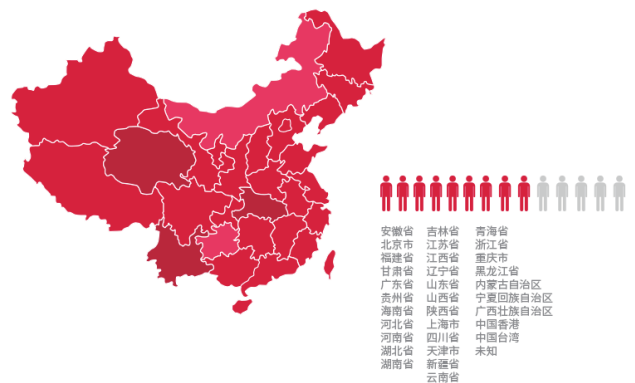 安徽省
北京市
福建省
甘肃省
广东省
贵州省
海南省
河北省
河南省
湖北省
湖南省
吉林省
江苏省
江西省
辽宁省
山东省
山西省
陕西省
上海市
四川省
天津市
新疆省
云南省
青海省
浙江省
重庆市
黑龙江省
内蒙古自治区
宁夏回族自治区
广西壮族自治区
中国香港
中国台湾
未知